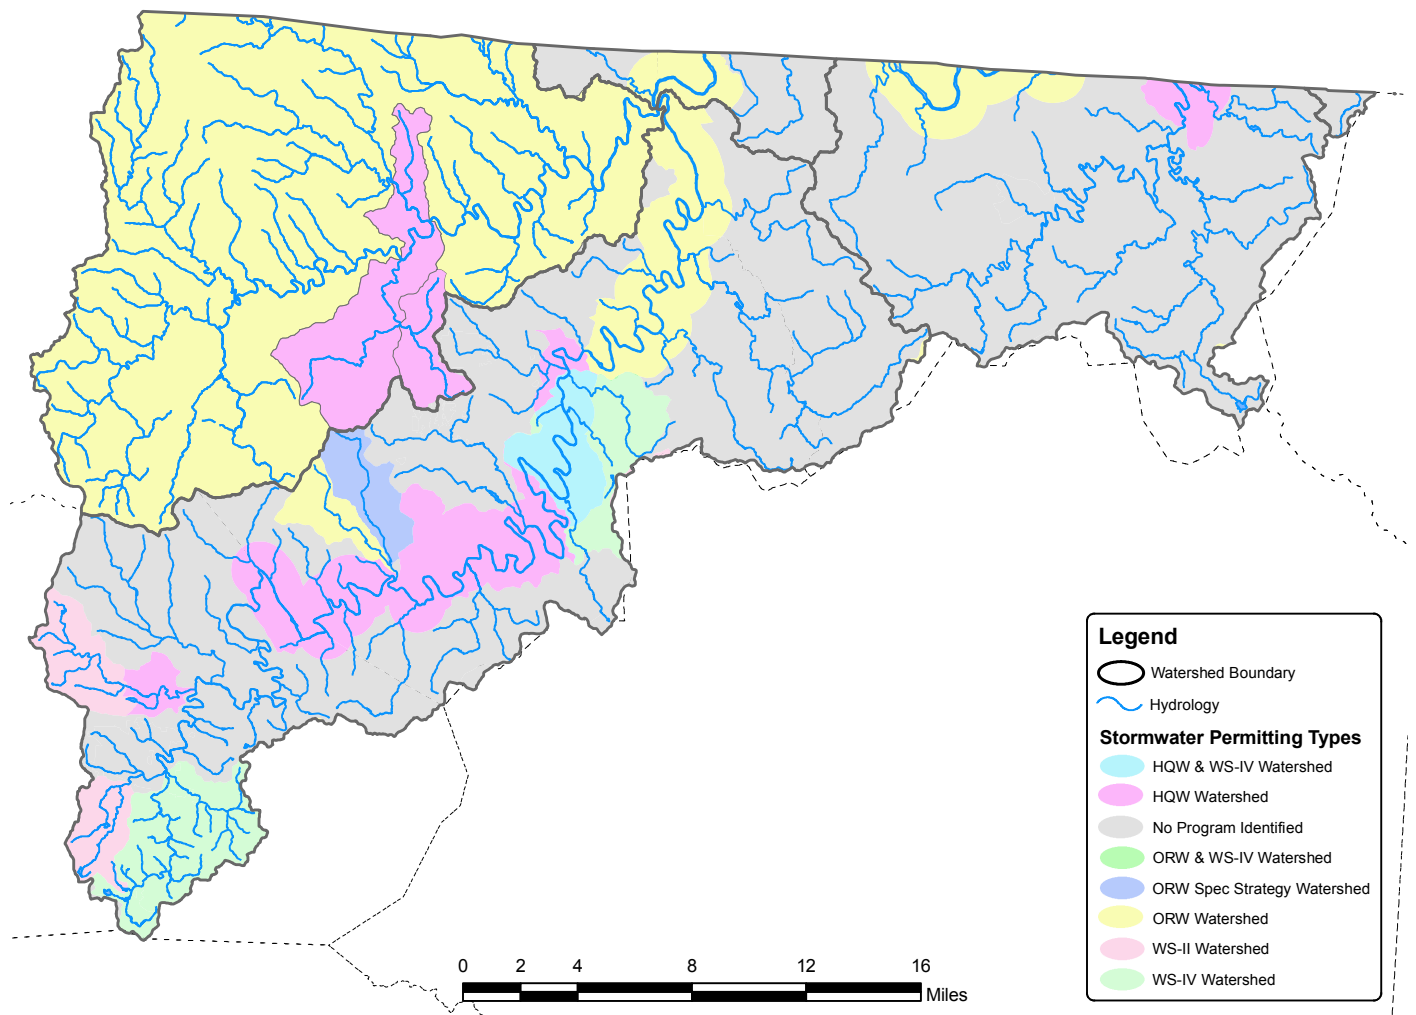 Legend
Watershed Boundary
Hydrology
Stormwater Permitting Types
HQW & WS-IV Watershed
HQW Watershed
No Program Identified
ORW & WS-IV Watershed
ORW Spec Strategy Watershed
ORW Watershed
WS-II Watershed
WS-IV Watershed
0 2 4 8 12 16
Miles